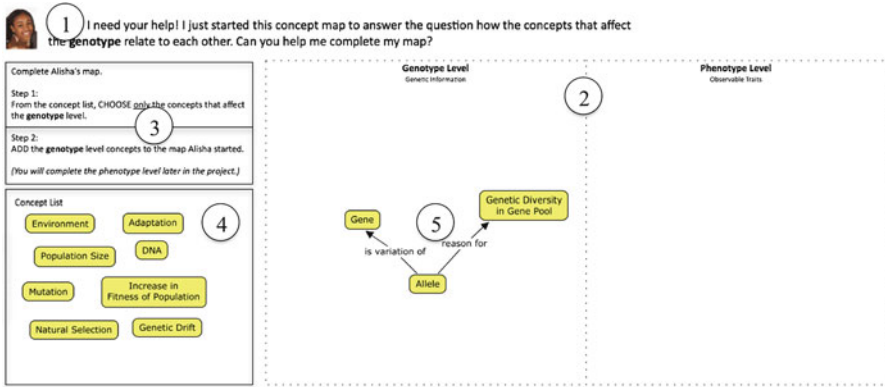 1 I need your help! I just started this concept map to answer the question how the concepts that affect
the genotype relate to each other. Can you help me complete my map?
Complete Alisha's map.
Step 1:
From the concept list, CHOOSE only the concepts that affect
the genotype level.
3
Step 2:
ADD the genotype level concepts to the map Alisha started.
(You will complete the phenotype level later in the project.)
Concept List
4
Environment
Adaptation
Population Size
DNA
Mutation
Increase in
Fitness of Population
Natural Selection
Genetic Drift
Genotype Level
Genetic Information
2
Phenotype Level
Observable Traits
Gene
5
Genetic Diversity
in Gene Pool
is variation of
reason for
Allele